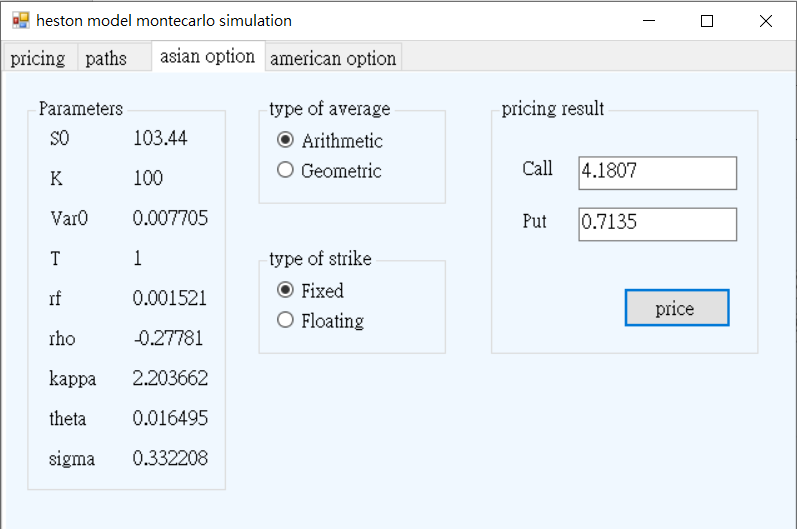 heston model montecarlo simulation
pricing paths asian option american option
Parameters
S0 103.44
K 100
Var0 0.007705
T 1
rf 0.001521
rho -0.27781
kappa 2.203662
theta 0.016495
sigma 0.332208
type of average
Arithmetic
Geometric
type of strike
Fixed
Floating
pricing result
Call 4.1807
Put 0.7135
price